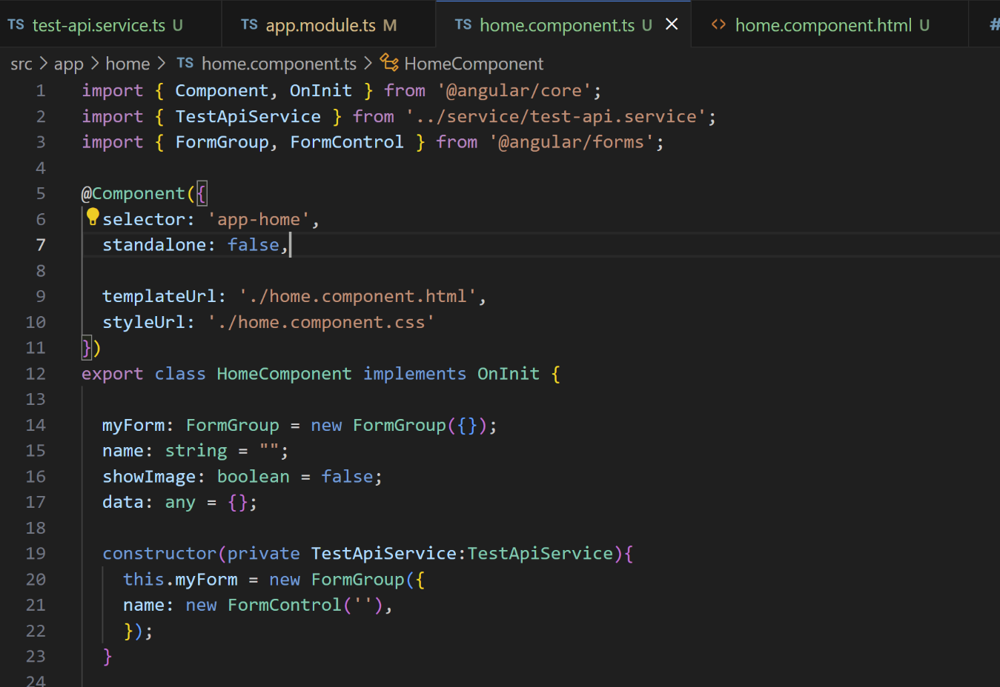 TS test-api.service.ts U TS app.module.ts M TS home.component.ts U × <> home.component.html U #
src > app > home > TS home.component.ts > HomeComponent
1 import { Component, OnInit } from '@angular/core';
2 import { TestApiService } from '../service/test-api.service';
3 import { FormGroup, FormControl } from '@angular/forms';
4
5 @Component({
6 selector: 'app-home',
7 standalone: false,
8
9 templateUrl: './home.component.html',
10 styleUrl: './home.component.css'
11 })
12 export class HomeComponent implements OnInit {
13
14 myForm: FormGroup = new FormGroup({});
15 name: string = "";
16 showImage: boolean = false;
17 data: any = {};
18
19 constructor(private TestApiService:TestApiService){
20 this.myForm = new FormGroup({
21 name: new FormControl(''),
22 });
23 }
24